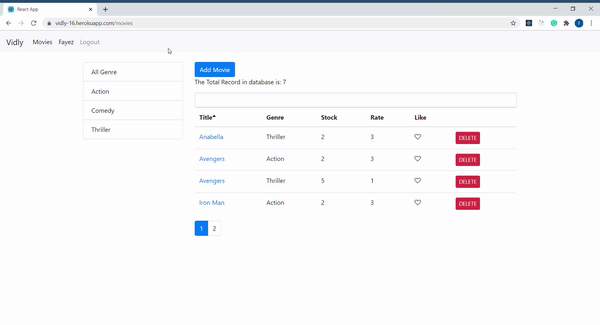 React App
vidly-16.herokuapp.com/movies
Vidly Movies Fayez Logout
All Genre
Action
Comedy
Thriller
Add Movie
The Total Record in database is: 7
Title Genre Stock Rate Like
Anabella Thriller 2 3 DELETE
Avengers Action 2 3 DELETE
Avengers Thriller 5 1 DELETE
Iron Man Action 2 3 DELETE
1 2